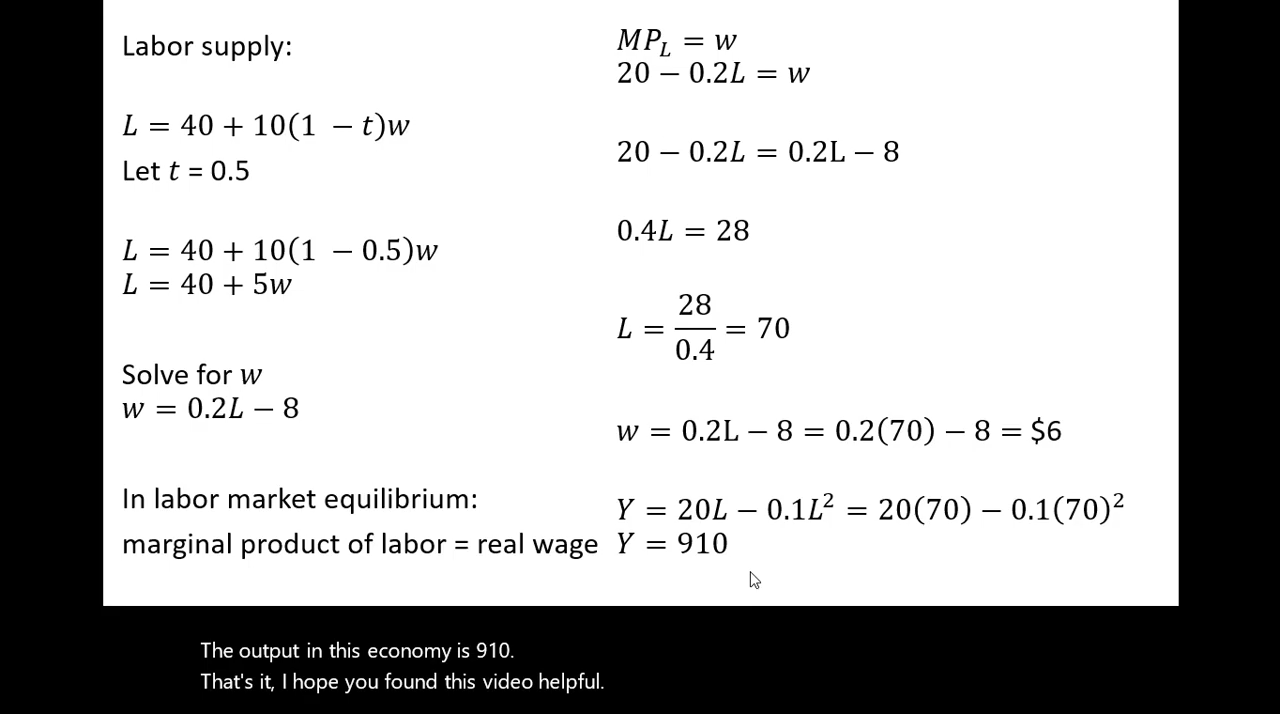 Labor supply:
L = 40 + 10(1 − t)w
Let t = 0.5
L = 40 + 10(1 − 0.5)w
L = 40 + 5w
Solve for w
w = 0.2L − 8
In labor market equilibrium:
marginal product of labor = real wage
MP_L = w
20 − 0.2L = w
20 − 0.2L = 0.2L − 8
0.4L = 28
L = 28/0.4 = 70
w = 0.2L − 8 = 0.2(70) − 8 = $6
Y = 20L − 0.1L² = 20(70) − 0.1(70)²
Y = 910
The output in this economy is 910.
That's it, I hope you found this video helpful.